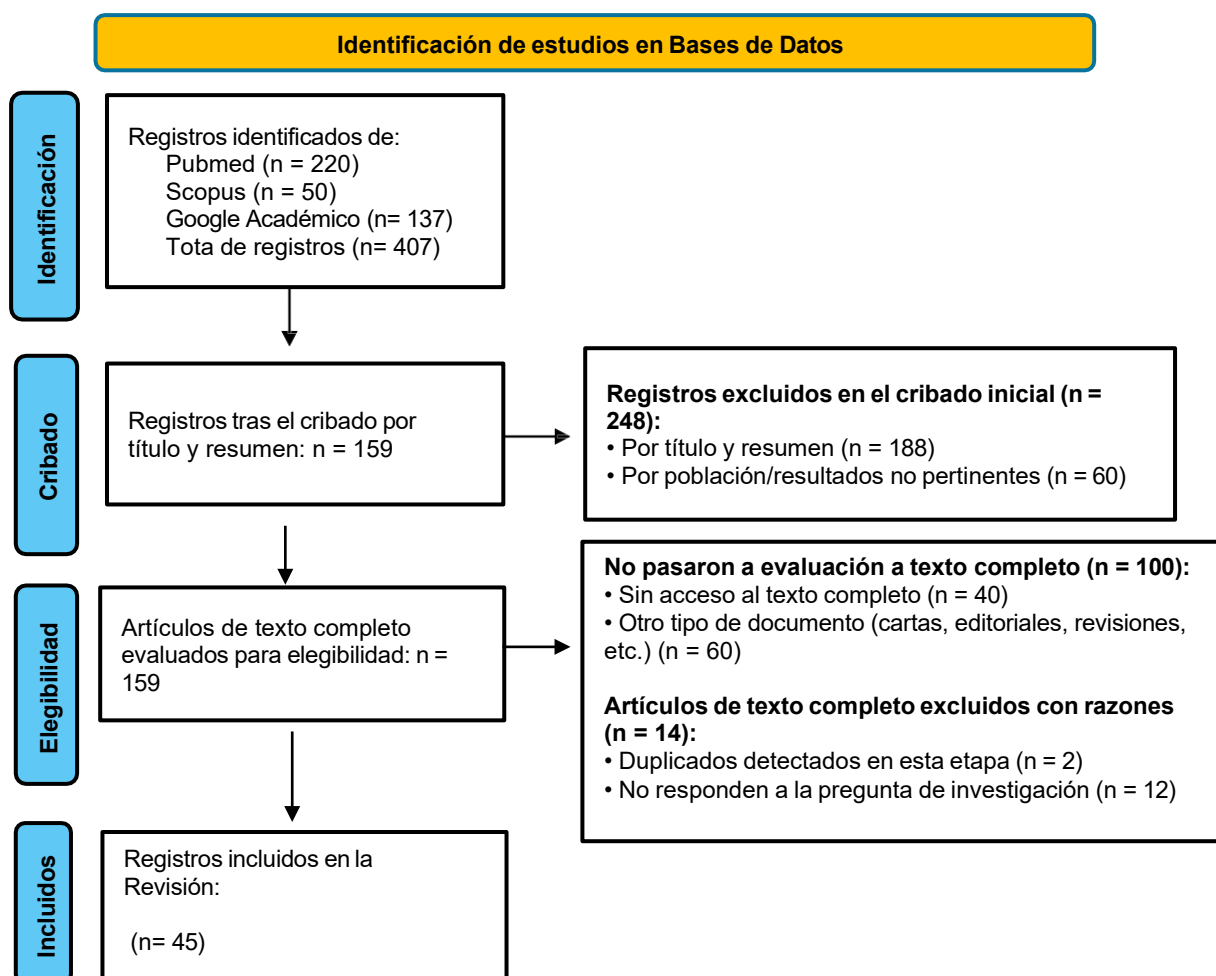 Identificación de estudios en Bases de Datos
Identificación
Registros identificados de:
Pubmed (n = 220)
Scopus (n = 50)
Google Académico (n= 137)
Tota de registros (n= 407)
Cribado
Registros tras el cribado por
título y resumen: n = 159
Registros excluidos en el cribado inicial (n =
248):
• Por título y resumen (n = 188)
• Por población/resultados no pertinentes (n = 60)
Elegibilidad
Artículos de texto completo
evaluados para elegibilidad: n =
159
No pasaron a evaluación a texto completo (n = 100):
• Sin acceso al texto completo (n = 40)
• Otro tipo de documento (cartas, editoriales, revisiones,
etc.) (n = 60)
Artículos de texto completo excluidos con razones
(n = 14):
• Duplicados detectados en esta etapa (n = 2)
• No responden a la pregunta de investigación (n = 12)
Incluidos
Registros incluidos en la
Revisión:
(n= 45)